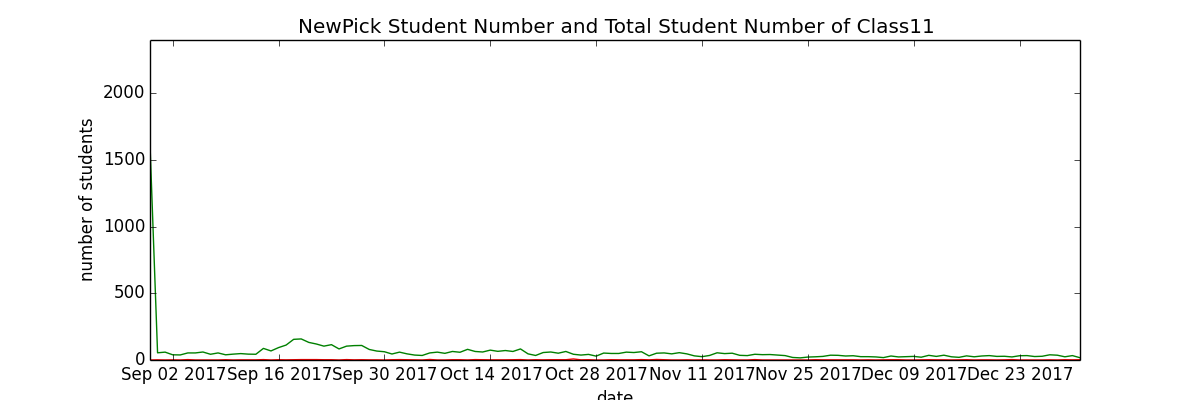 NewPick Student Number and Total Student Number of Class11
2000
1500
1000
500
0
number of students
Sep 02 2017 Sep 16 2017 Sep 30 2017 Oct 14 2017 Oct 28 2017 Nov 11 2017 Nov 25 2017 Dec 09 2017 Dec 23 2017
date